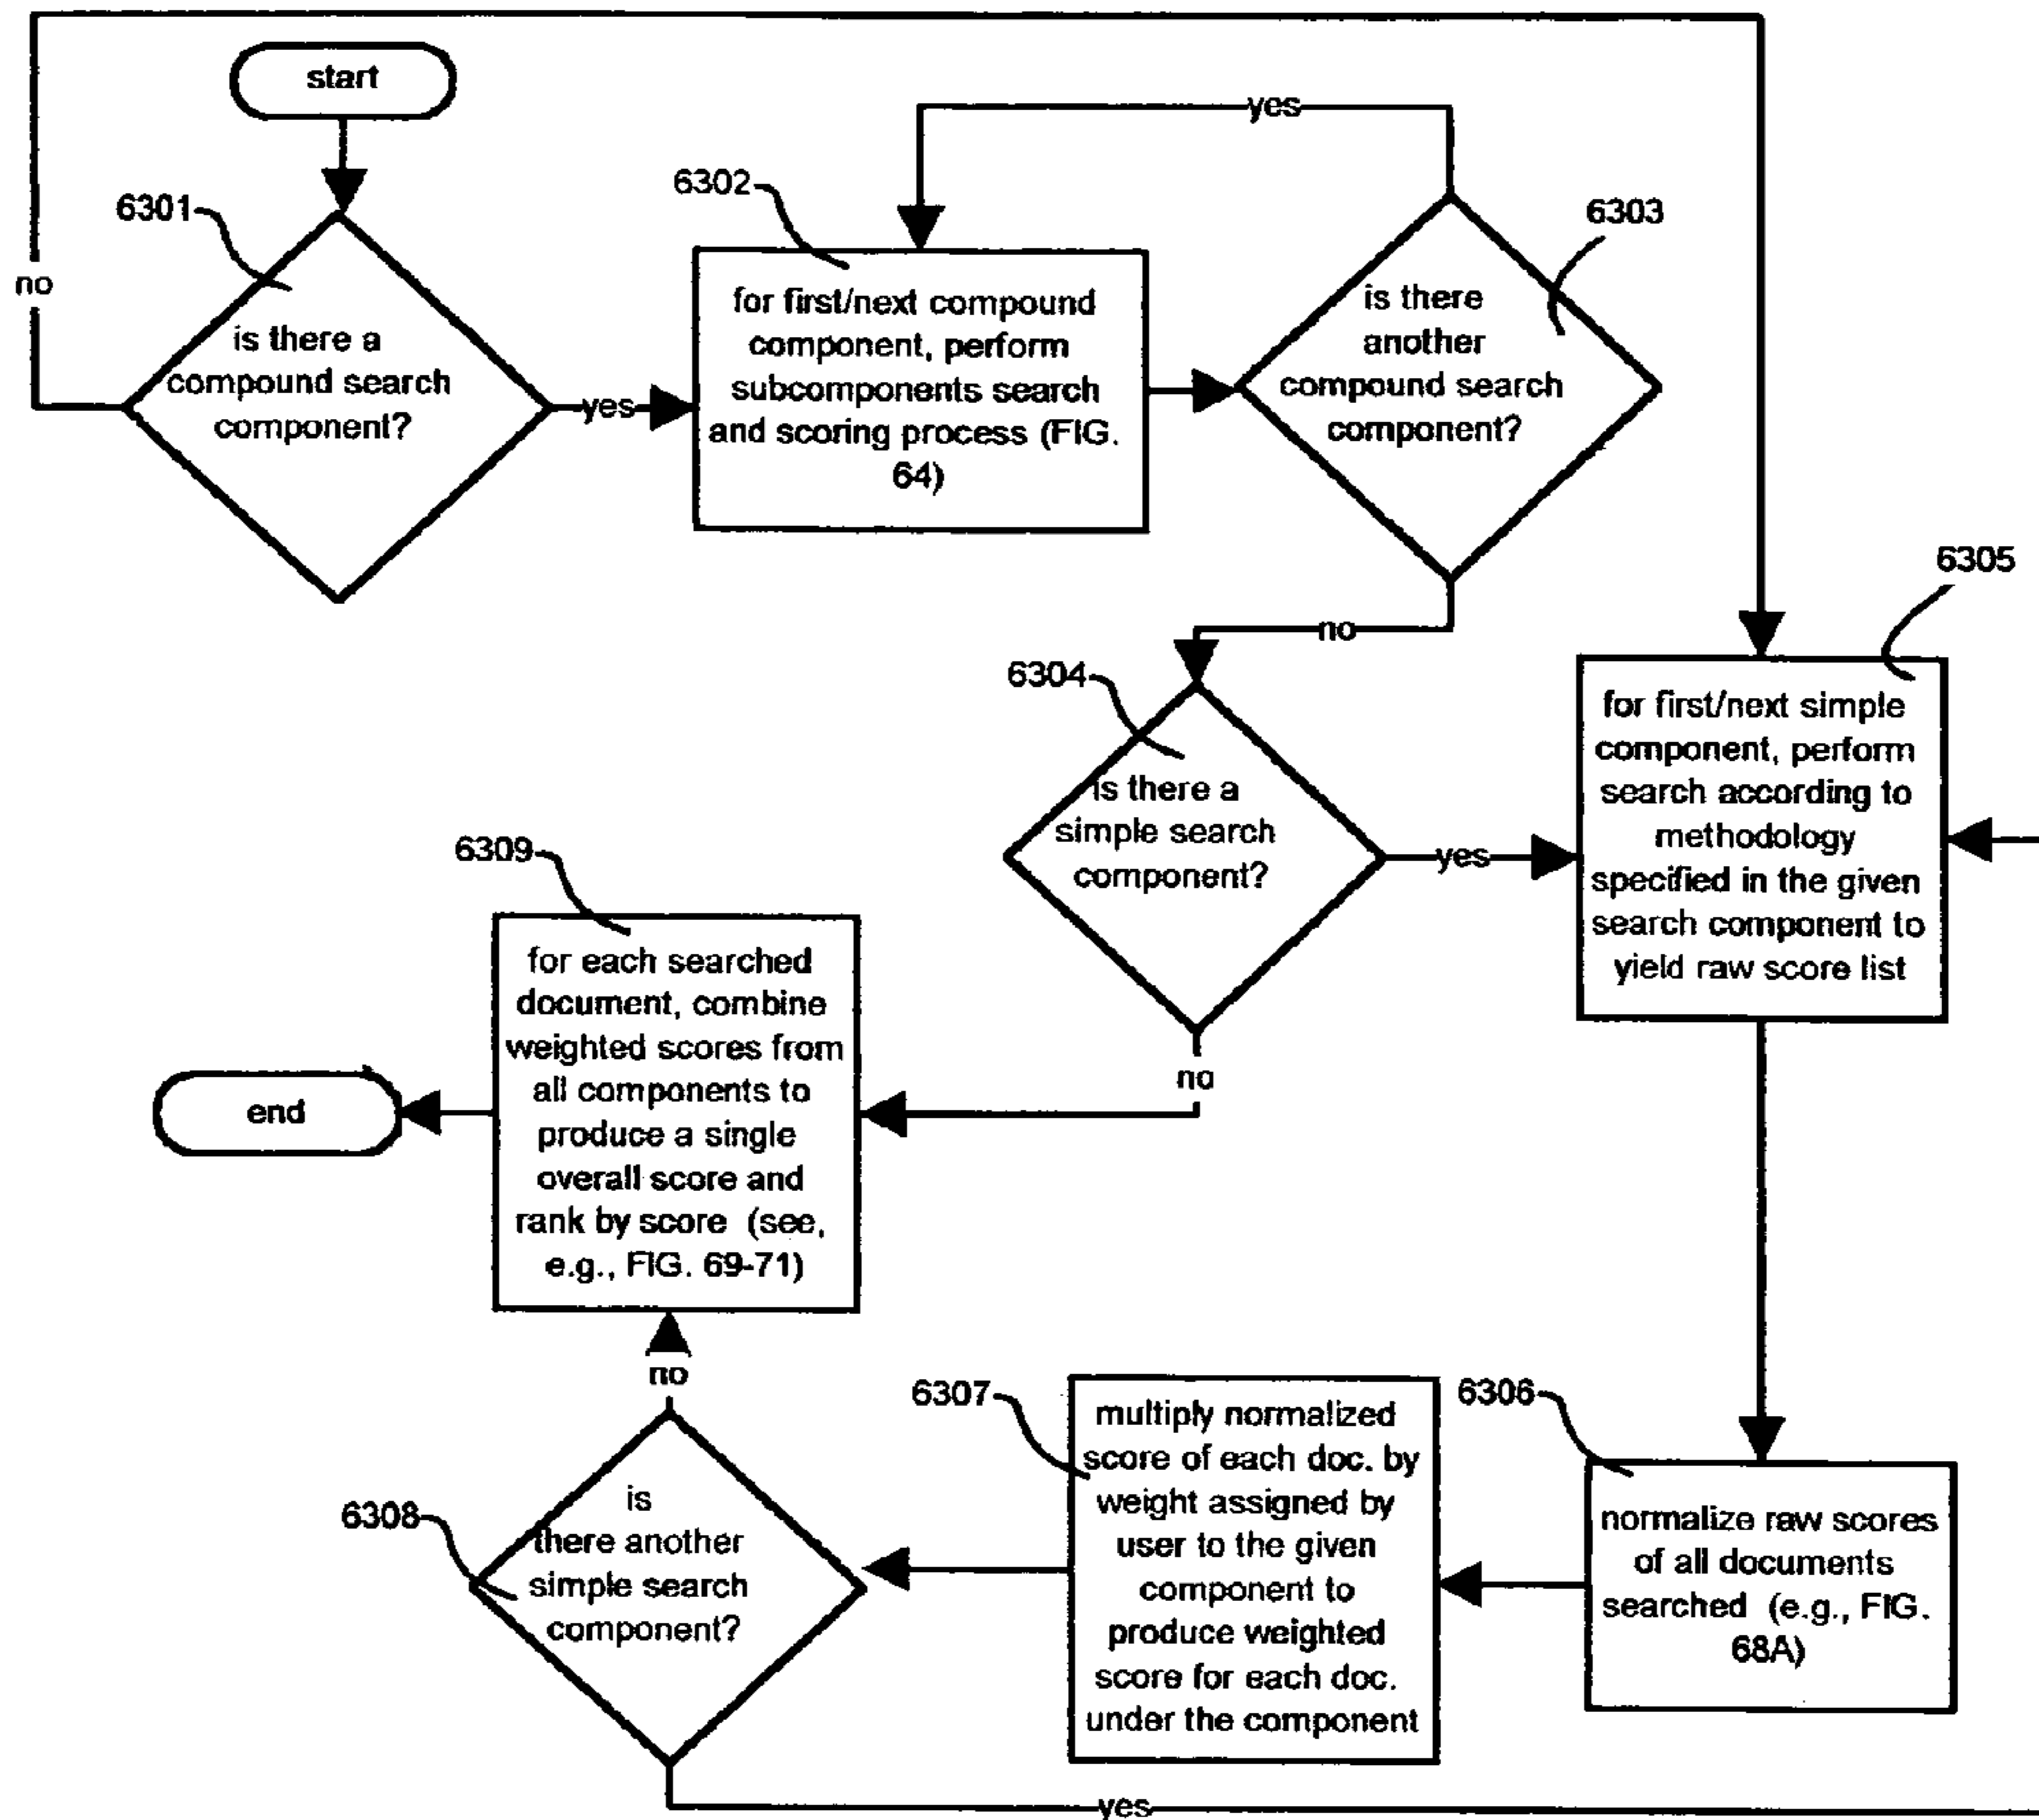 start
6301
no
is there a
compound search
component?
yes
6302
for first/next compound
component, perform
subcomponents search
and scoring process (FIG.
64)
yes
6303
is there
another
compound search
component?
no
6304
is there a
simple search
component?
yes
no
6305
for first/next simple
component, perform
search according to
methodology
specified in the given
search component to
yield raw score list
6306
normalize raw scores
of all documents
searched (e.g., FIG.
68A)
6307
multiply normalized
score of each doc. by
weight assigned by
user to the given
component to
produce weighted
score for each doc.
under the component
6308
is
there another
simple search
component?
yes
no
6309
for each searched
document, combine
weighted scores from
all components to
produce a single
overall score and
rank by score (see,
e.g., FIG. 69-71)
end